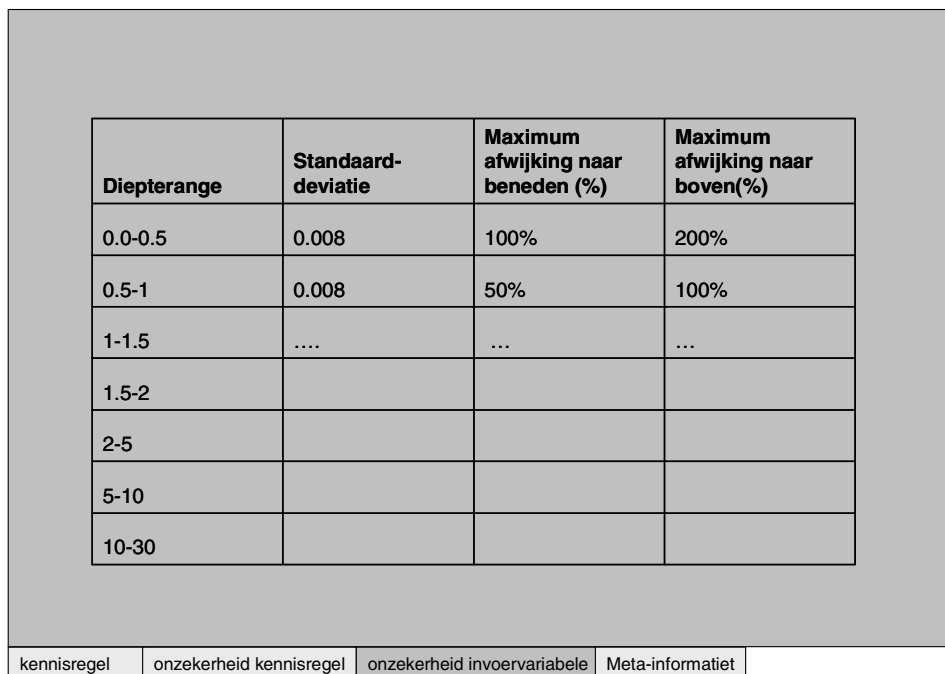 Diepterange
Standaard-
deviatie
Maximum
afwijking naar
beneden (%)
Maximum
afwijking naar
boven(%)
0.0-0.5 0.008 100% 200%
0.5-1 0.008 50% 100%
1-1.5 .... ... ...
1.5-2
2-5
5-10
10-30
kennisregel onzekerheid kennisregel onzekerheid invoervariabele Meta-informatiet